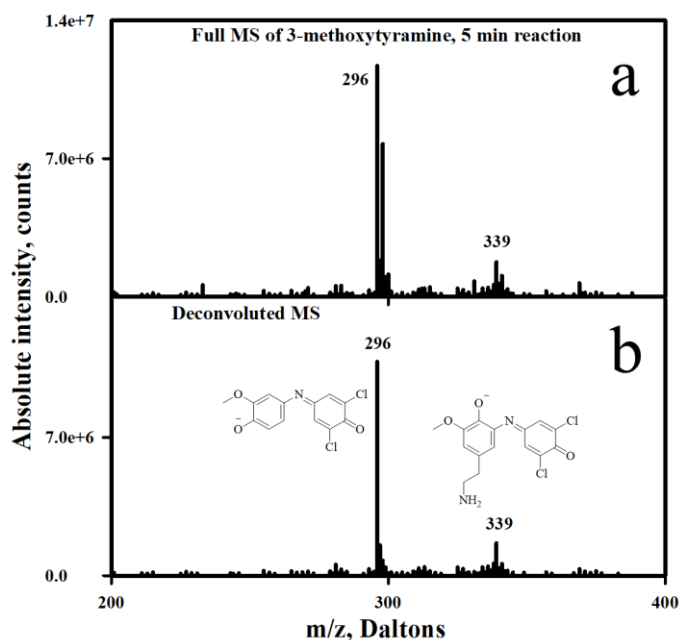 1.4e+7
Full MS of 3-methoxytyramine, 5 min reaction
a
296
7.0e+6
339
0.0
Deconvoluted MS
b
296
Cl
N
O
O
−
Cl
O
O
−
O
N
Cl
O
Cl
NH2
7.0e+6
339
0.0
200
300
400
m/z, Daltons
Absolute intensity, counts